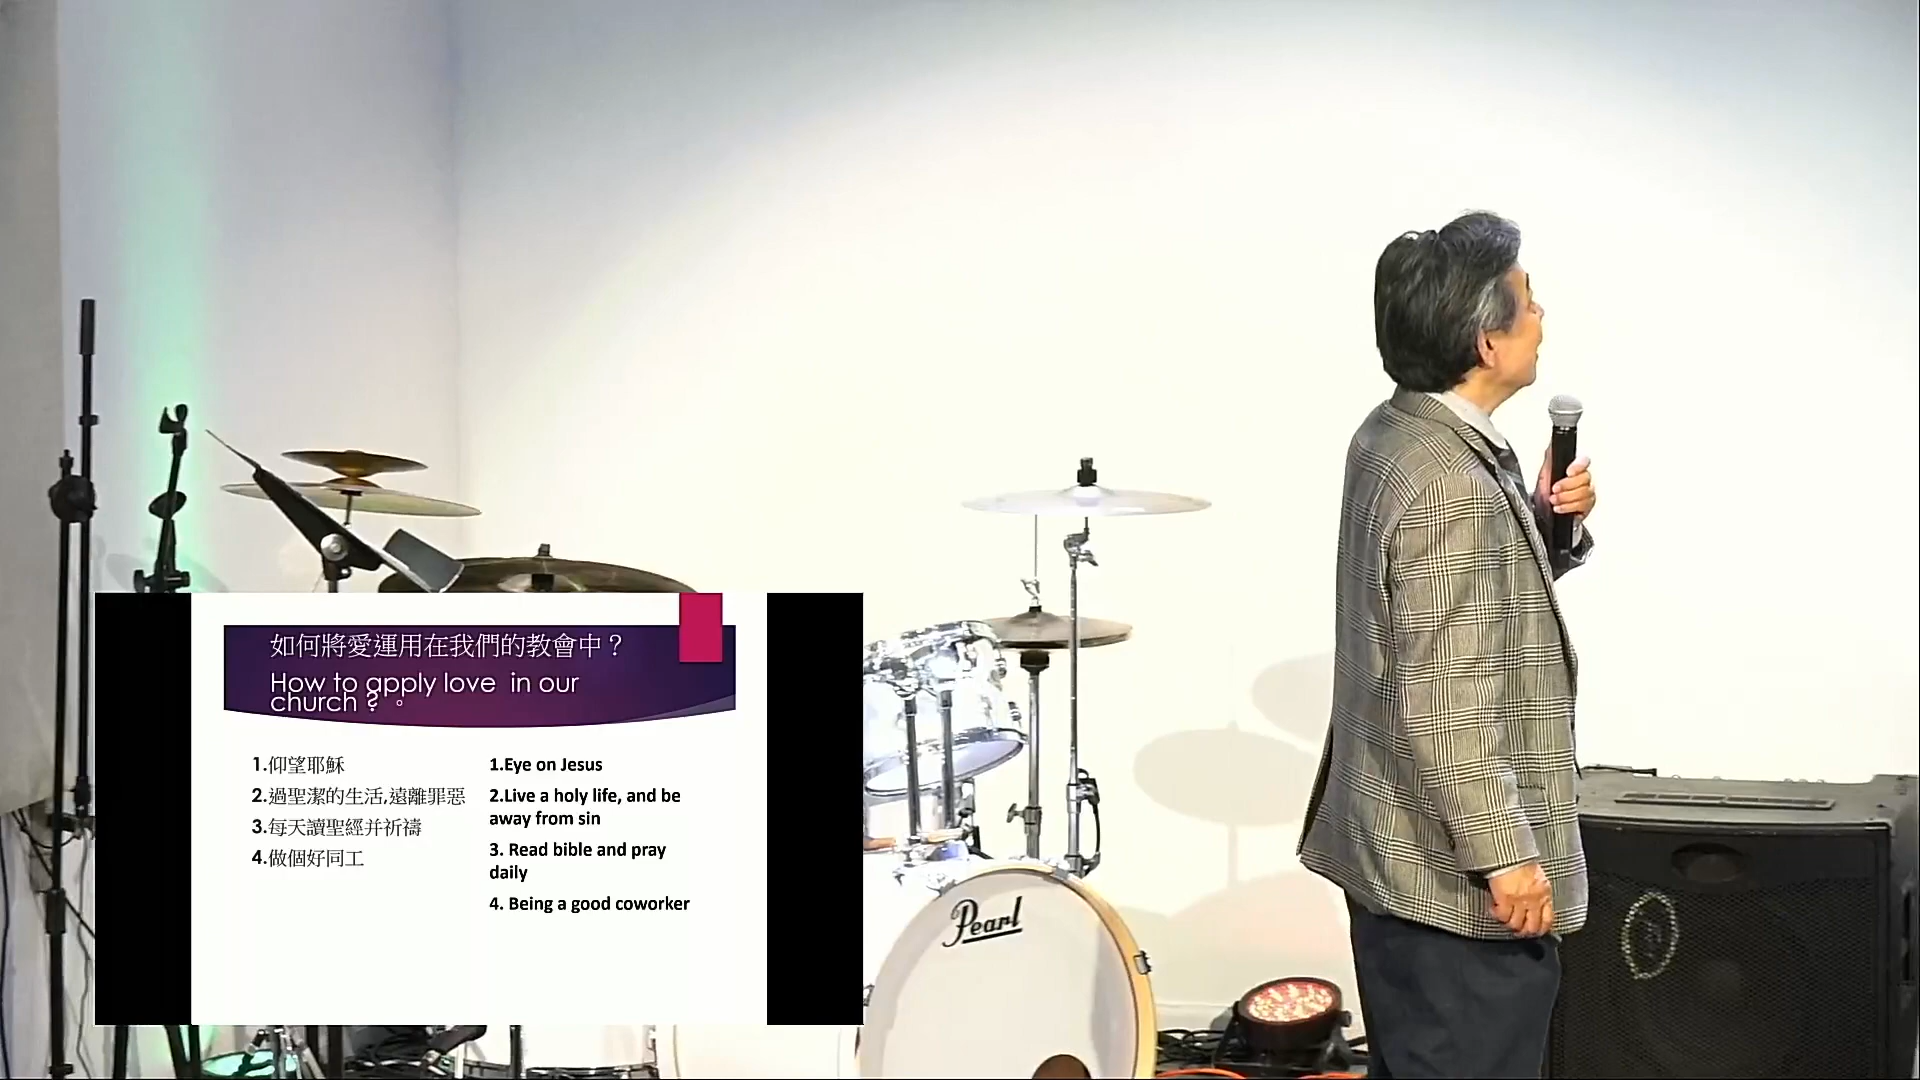 如何將愛運用在我們的教會中？
How to apply love in our
church ? 。
1.仰望耶穌
2.過聖潔的生活,遠離罪惡
3.每天讀聖經并祈禱
4.做個好同工
1.Eye on Jesus
2.Live a holy life, and be
away from sin
3. Read bible and pray
daily
4. Being a good coworker
Pearl